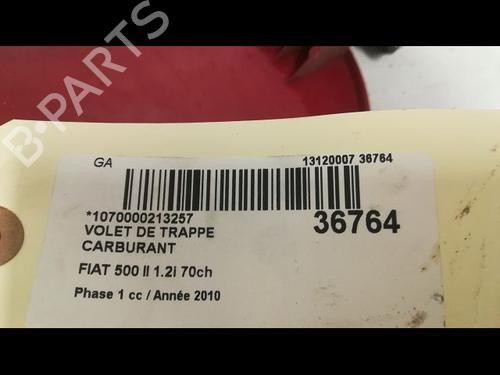 B-PARTS
GA
13120007 36764
*1070000213257
36764
VOLET DE TRAPPE
CARBURANT
FIAT 500 II 1.2i 70ch
Phase 1 cc / Année 2010